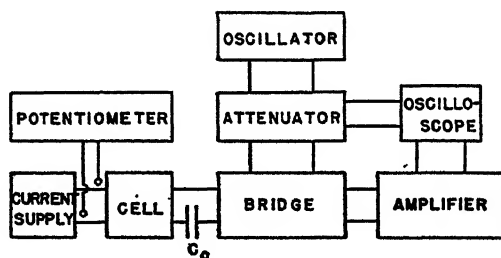 OSCILLATOR
POTENTIOMETER
ATTENUATOR
OSCILLO-
SCOPE
CURRENT
SUPPLY
CELL
BRIDGE
AMPLIFIER